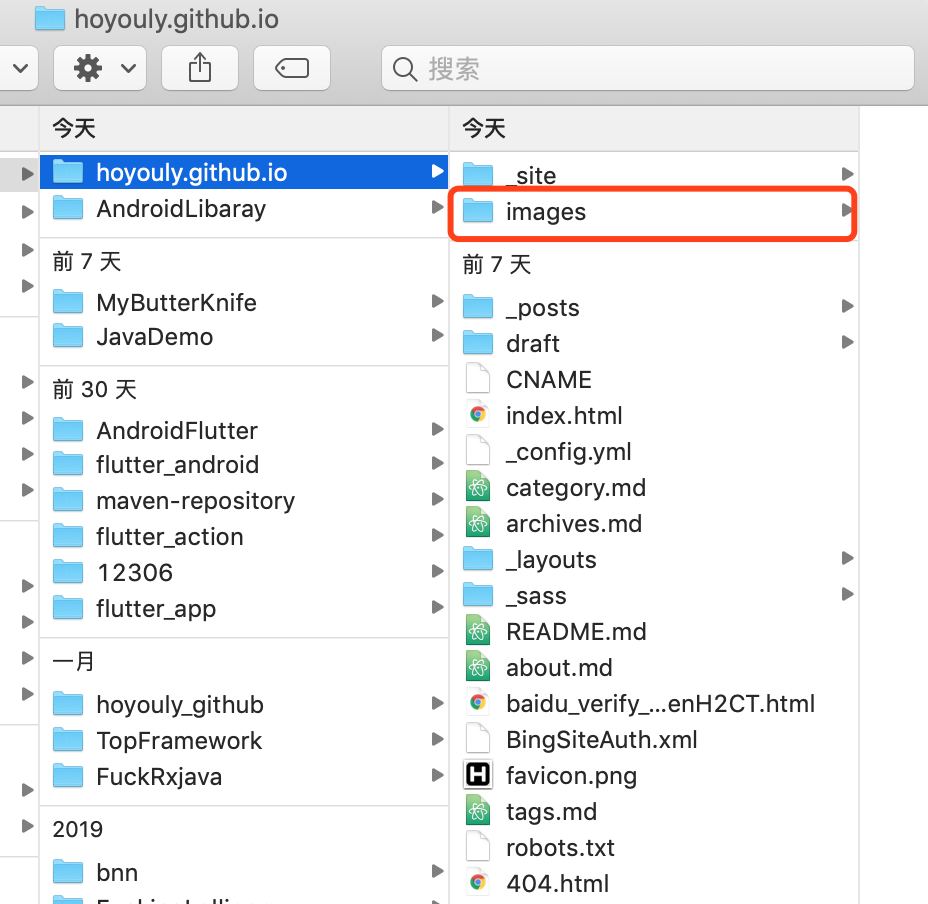 hoyouly.github.io
搜索
今天
hoyouly.github.io
AndroidLibaray
前 7 天
MyButterKnife
JavaDemo
前 30 天
AndroidFlutter
flutter_android
maven-repository
flutter_action
12306
flutter_app
一月
hoyouly_github
TopFramework
FuckRxjava
2019
bnn
今天
_site
images
前 7 天
_posts
draft
CNAME
index.html
_config.yml
category.md
archives.md
_layouts
_sass
README.md
about.md
baidu_verify_...enH2CT.html
BingSiteAuth.xml
H
favicon.png
tags.md
robots.txt
404.html